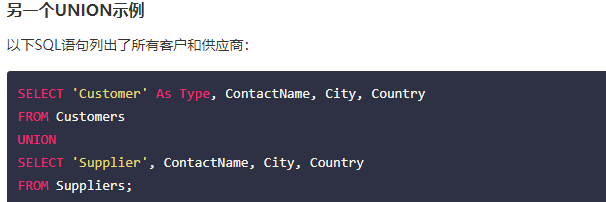 另一个UNION示例
以下SQL语句列出了所有客户和供应商：
SELECT 'Customer' As Type, ContactName, City, Country
FROM Customers
UNION
SELECT 'Supplier', ContactName, City, Country
FROM Suppliers;